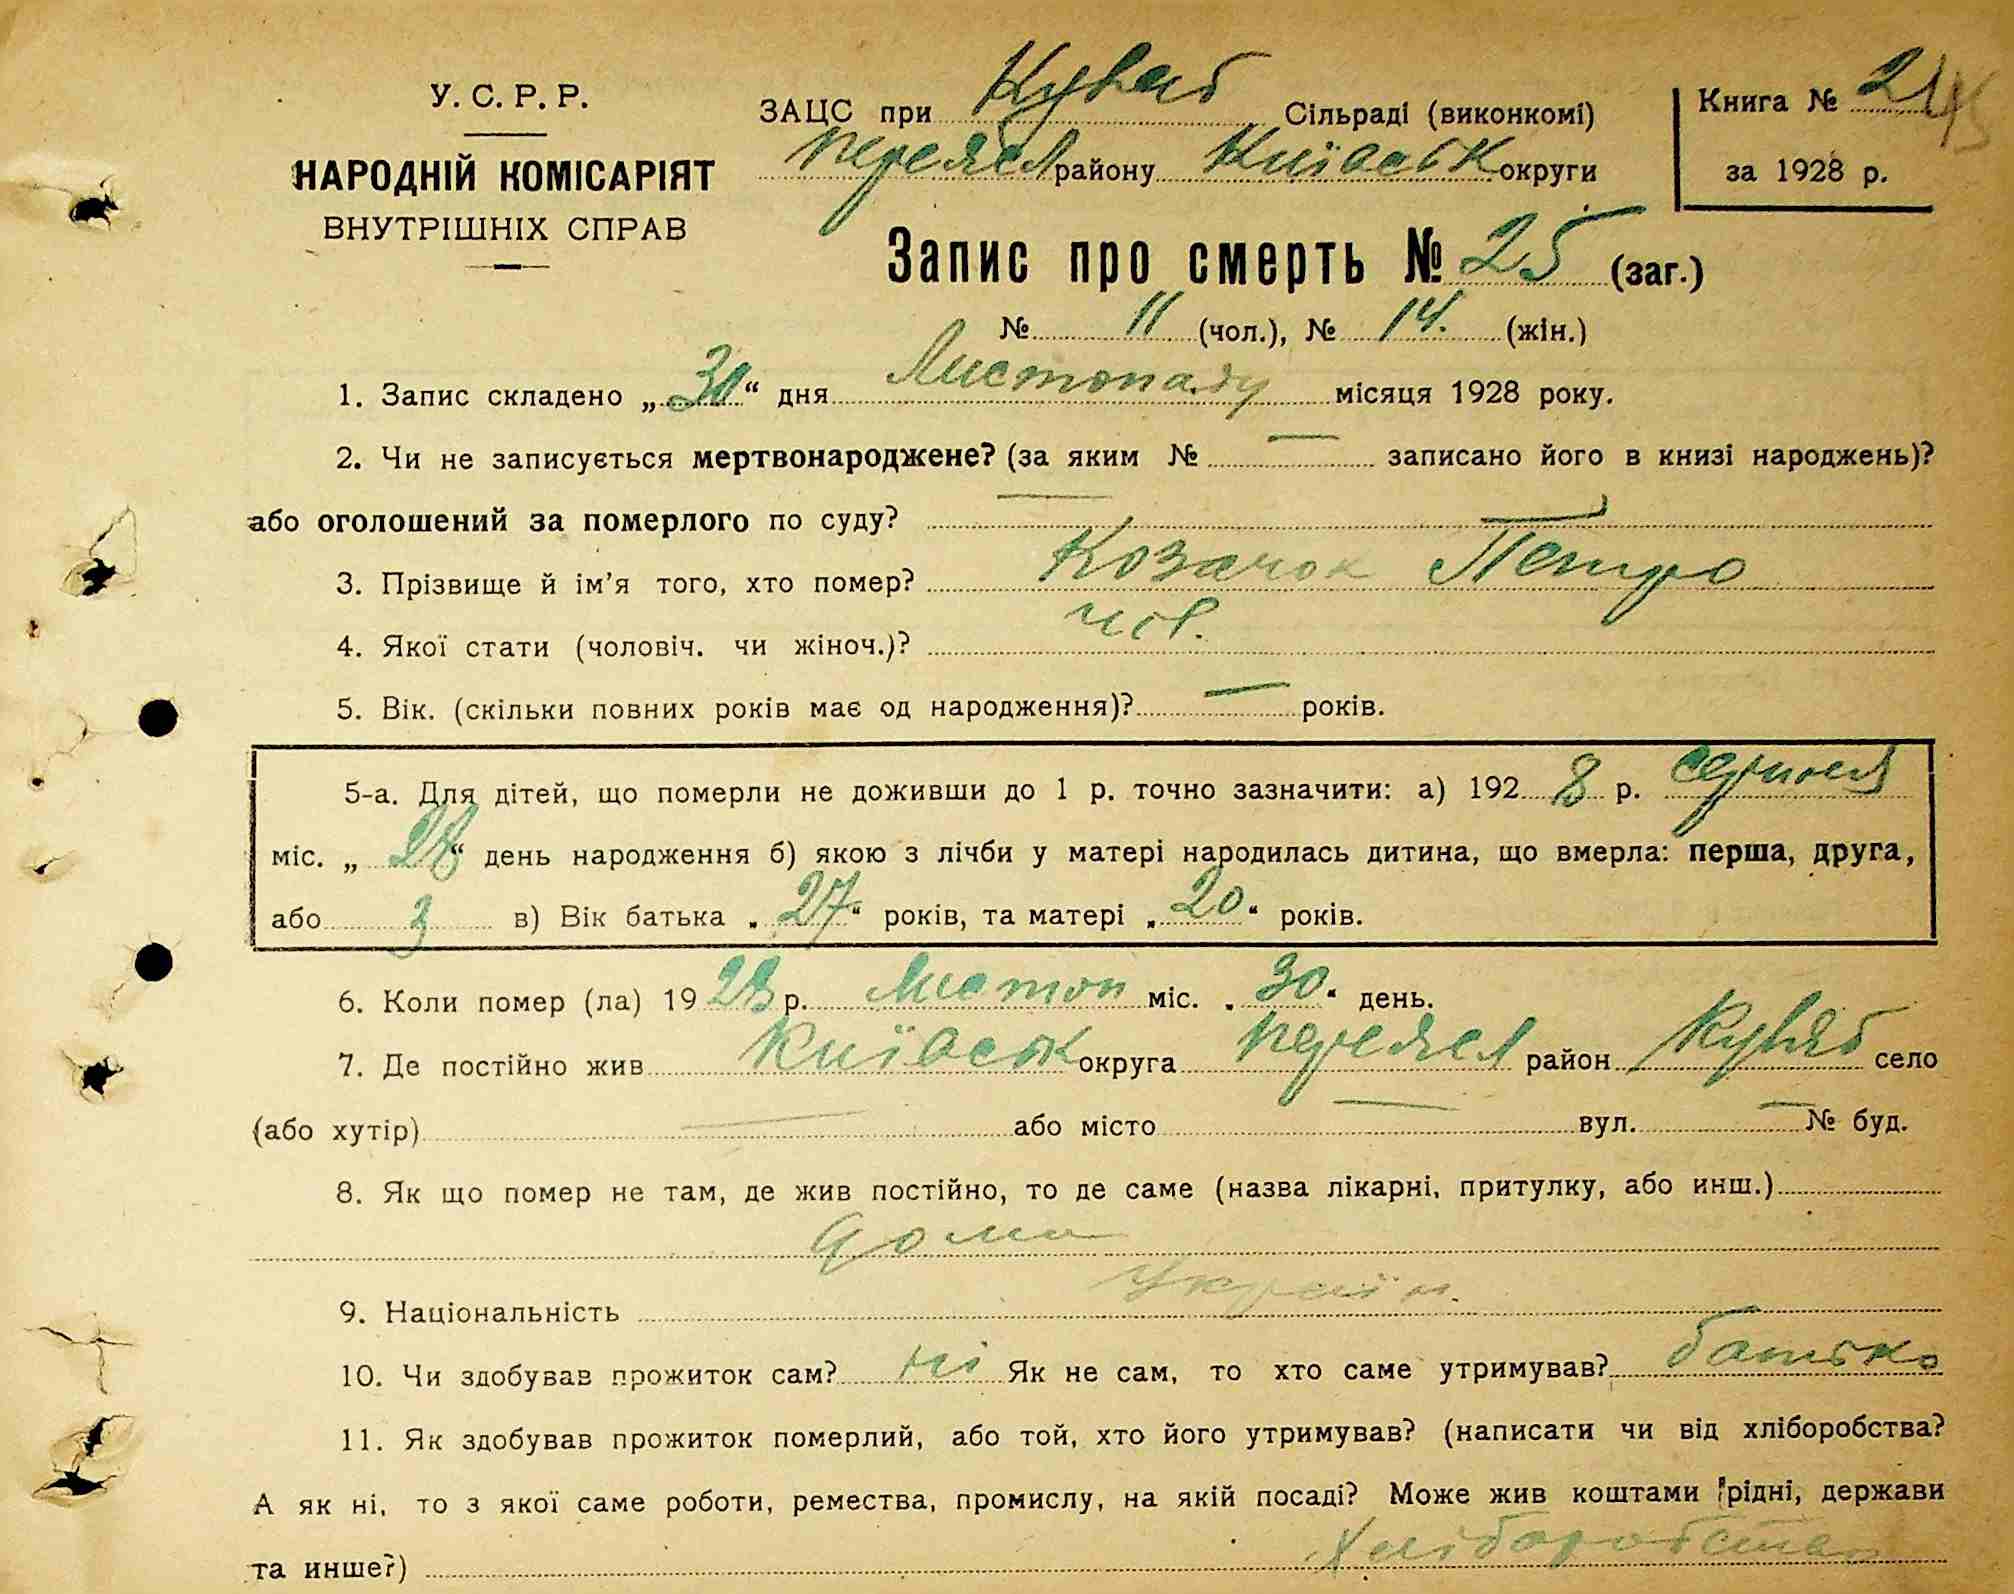 У. С. Р. Р.
НАРОДНІЙ КОМІСАРІЯТ
ВНУТРІШНІХ СПРАВ
ЗАЦС при Куваб Сільраді (виконкомі)
Переясл району Київськ округи
Книга № 21
за 1928 р.
Запис про смерть № 25 (заг.)
№ 11 (чол.), № 14. (жін.)
1. Запис складено „30“ дня Листопаду місяця 1928 року.
2. Чи не записується мертвонароджене? (за яким № — записано його в книзі народжень)?
або оголошений за померлого по суду? —
3. Прізвище й ім'я того, хто помер? Козачок Петро
4. Якої стати (чоловіч. чи жіноч.)? чол.
5. Вік. (скільки повних років має од народження)? — років.
5-а. Для дітей, що померли не доживши до 1 р. точно зазначити: а) 1928 р. серпня
міс. „28“ день народження б) якою з лічби у матері народилась дитина, що вмерла: перша, друга,
або 3 в) Вік батька „27“ років, та матері „20“ років.
6. Коли помер (ла) 1928 р. Листоп міс. „30“ день.
7. Де постійно жив Київськ округа Переясл район Куваб село
(або хутір) — або місто — вул. — № буд.
8. Як що помер не там, де жив постійно, то де саме (назва лікарні, притулку, або инш.)
дома
9. Національність Україн.
10. Чи здобував прожиток сам? ні Як не сам, то хто саме утримував? батько
11. Як здобував прожиток померлий, або той, хто його утримував? (написати чи від хліборобства?
А як ні, то з якої саме роботи, ремества, промислу, на якій посаді? Може жив коштами рідні, держави
та инше?) Хліборобство